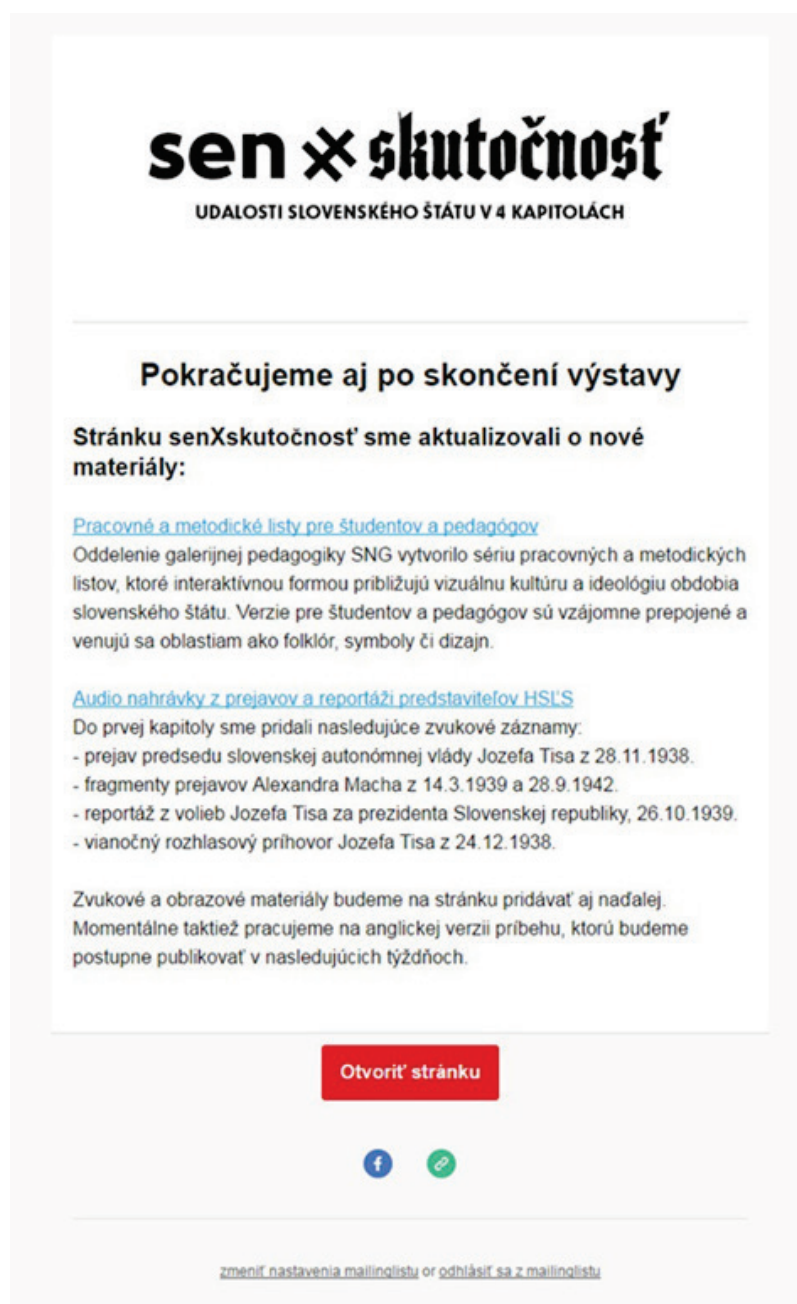 sen x skutočnosť
UDALOSTI SLOVENSKÉHO ŠTÁTU V 4 KAPITOLÁCH
Pokračujeme aj po skončení výstavy
Stránku senXskutočnosť sme aktualizovali o nové
materiály:
Pracovné a metodické listy pre študentov a pedagógov
Oddelenie galerijnej pedagogiky SNG vytvorilo sériu pracovných a metodických
listov, ktoré interaktívnou formou približujú vizuálnu kultúru a ideológiu obdobia
slovenského štátu. Verzie pre študentov a pedagógov sú vzájomne prepojené a
venujú sa oblastiam ako folklór, symboly či dizajn.
Audio nahrávky z prejavov a reportáži predstaviteľov HSĽS
Do prvej kapitoly sme pridali nasledujúce zvukové záznamy:
- prejav predsedu slovenskej autonómnej vlády Jozefa Tisa z 28.11.1938.
- fragmenty prejavov Alexandra Macha z 14.3.1939 a 28.9.1942.
- reportáž z volieb Jozefa Tisa za prezidenta Slovenskej republiky, 26.10.1939.
- vianočný rozhlasový príhovor Jozefa Tisa z 24.12.1938.
Zvukové a obrazové materiály budeme na stránku pridávať aj naďalej.
Momentálne taktiež pracujeme na anglickej verzii príbehu, ktorú budeme
postupne publikovať v nasledujúcich týždňoch.
Otvoriť stránku
zmeniť nastavenia mailinglistu or odhlásiť sa z mailinglistu